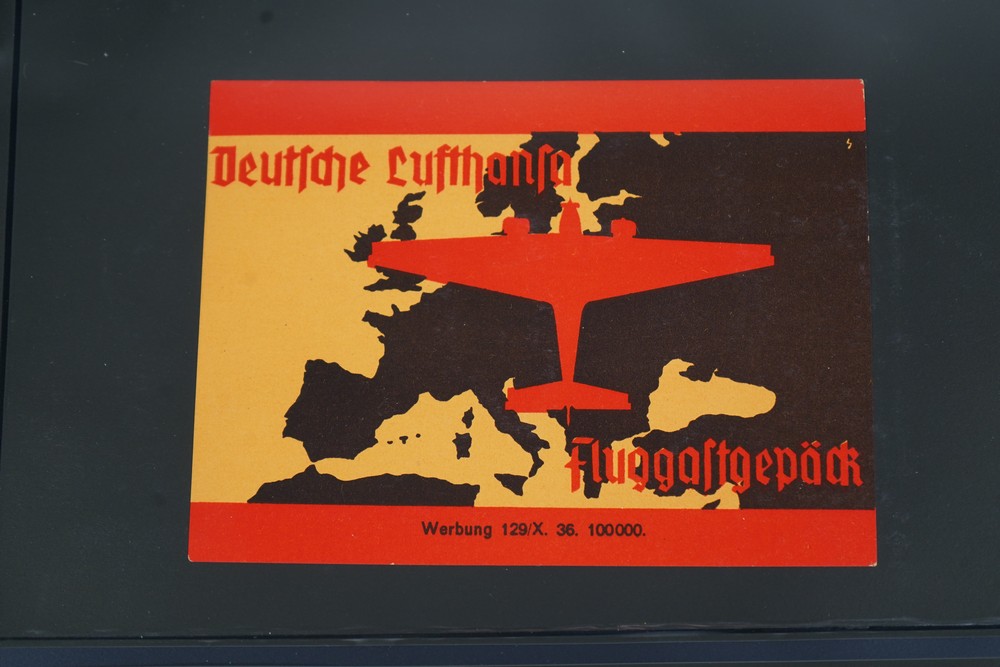 Deutſche Lufthanſa
Fluggaſtgepäck
Werbung 129/X. 36. 100000.